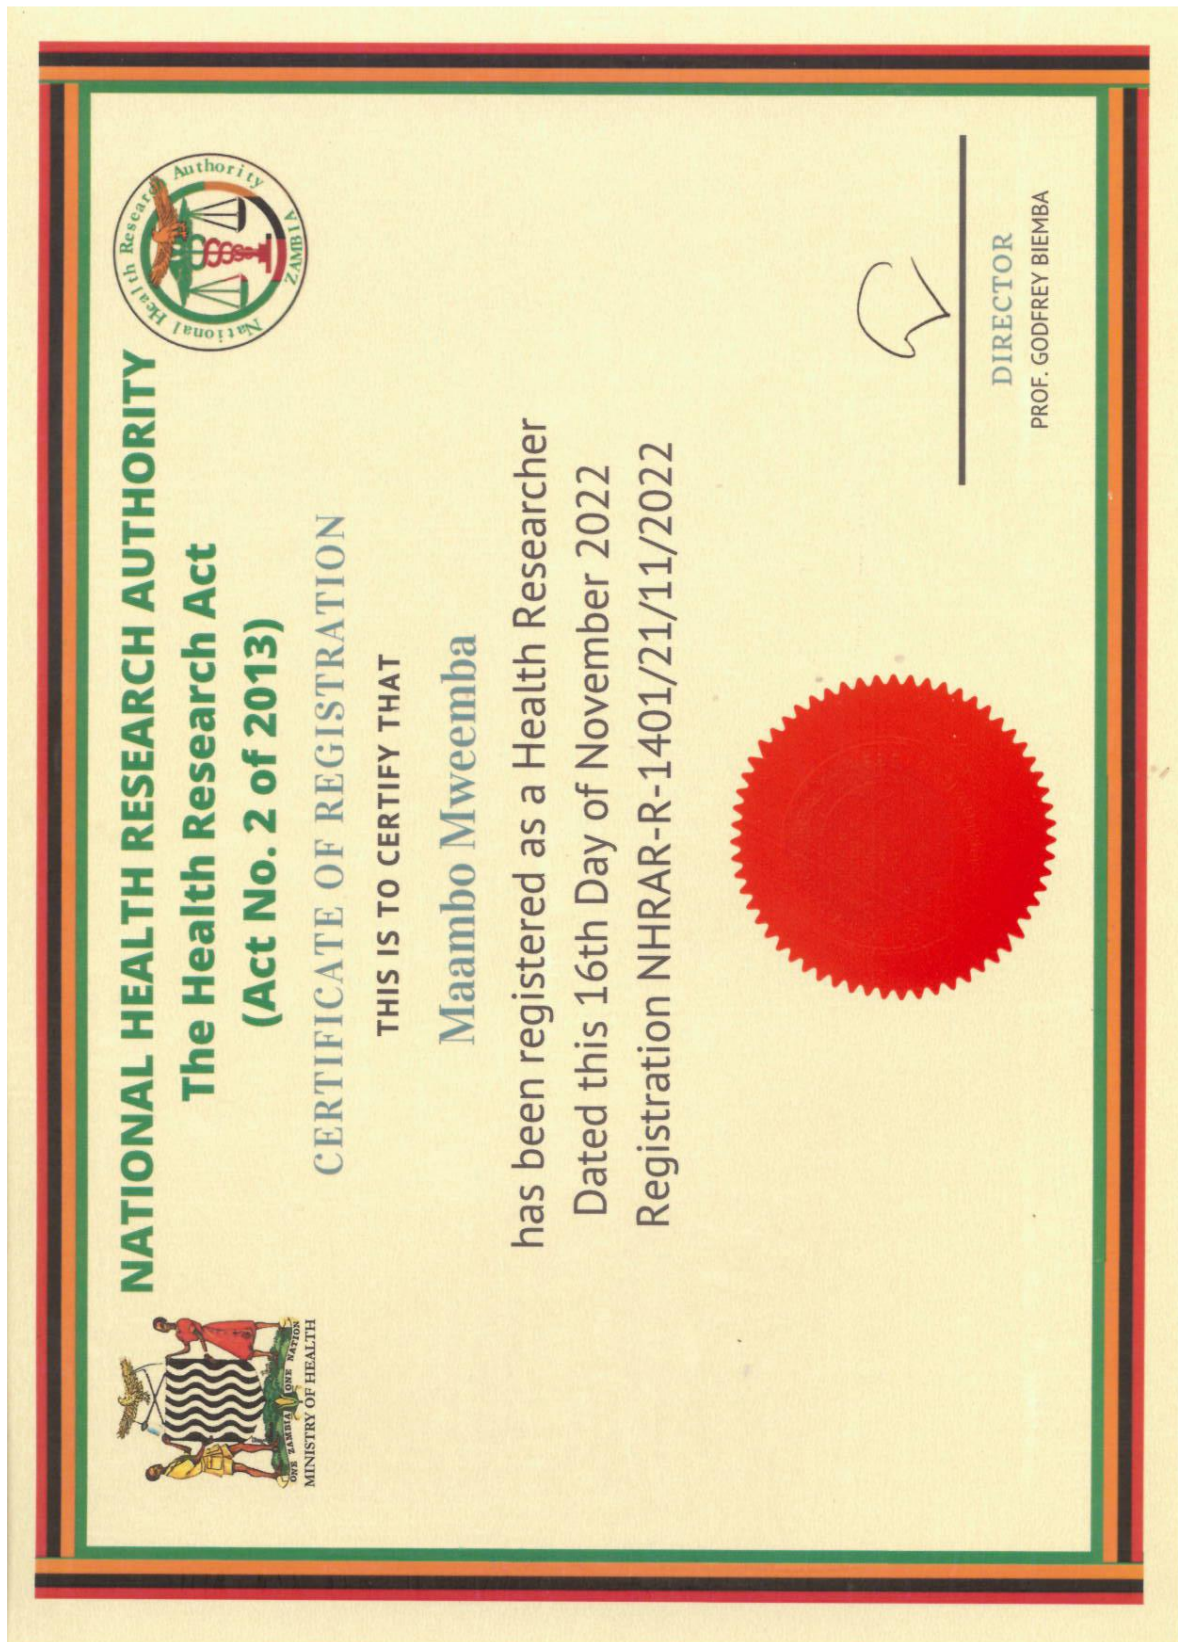 NATIONAL HEALTH RESEARCH AUTHORITY
The Health Research Act
(Act No. 2 of 2013)
National Health Research Authority
ZAMBIA
ONE ZAMBIA ONE NATION
MINISTRY OF HEALTH
CERTIFICATE OF REGISTRATION
THIS IS TO CERTIFY THAT
Maambo Mweemba
has been registered as a Health Researcher
Dated this 16th Day of November 2022
Registration NHRAR-R-1401/21/11/2022
DIRECTOR
PROF. GODFREY BIEMBA